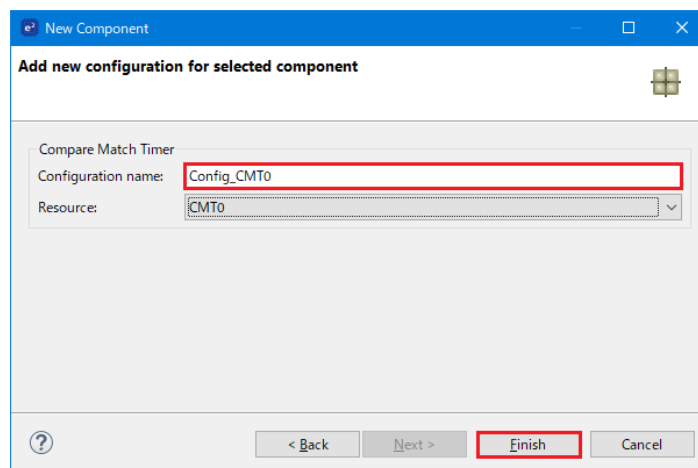 e² New Component
Add new configuration for selected component
Compare Match Timer
Configuration name: Config_CMT0
Resource: CMT0
? < Back Next > Finish Cancel